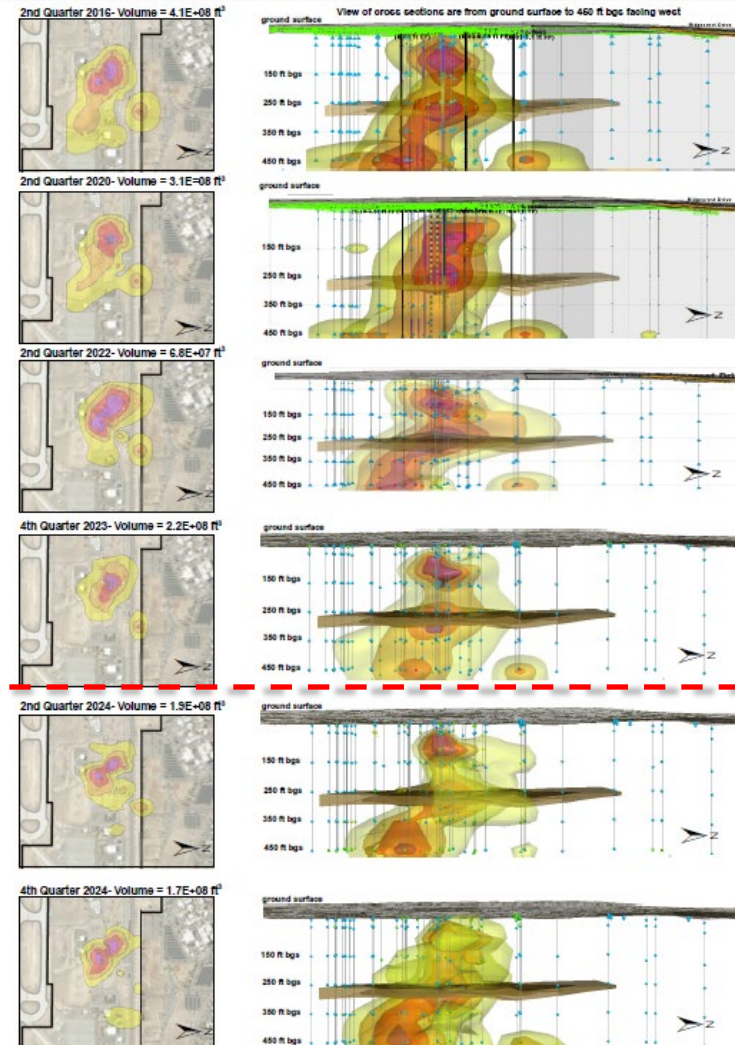 2nd Quarter 2016- Volume = 4.1E+08 ft³
View of cross sections are from ground surface to 450 ft bgs facing west
ground surface
150 ft bgs
250 ft bgs
350 ft bgs
450 ft bgs
Z
Z
2nd Quarter 2020- Volume = 3.1E=08 ft³
ground surface
150 ft bgs
250 ft bgs
350 ft bgs
450 ft bgs
Z
Z
2nd Quarter 2022- Volume = 6.8E+07 ft³
ground surface
150 ft bgs
250 ft bgs
350 ft bgs
450 ft bgs
Z
Z
4th Quarter 2023- Volume = 2.2E+08 ft³
ground surface
150 ft bgs
250 ft bgs
350 ft bgs
450 ft bgs
Z
Z
2nd Quarter 2024- Volume = 1.9E+08 ft³
ground surface
150 ft bgs
250 ft bgs
350 ft bgs
450 ft bgs
Z
Z
4th Quarter 2024- Volume = 1.7E+08 ft³
ground surface
150 ft bgs
250 ft bgs
350 ft bgs
450 ft bgs
Z
Z